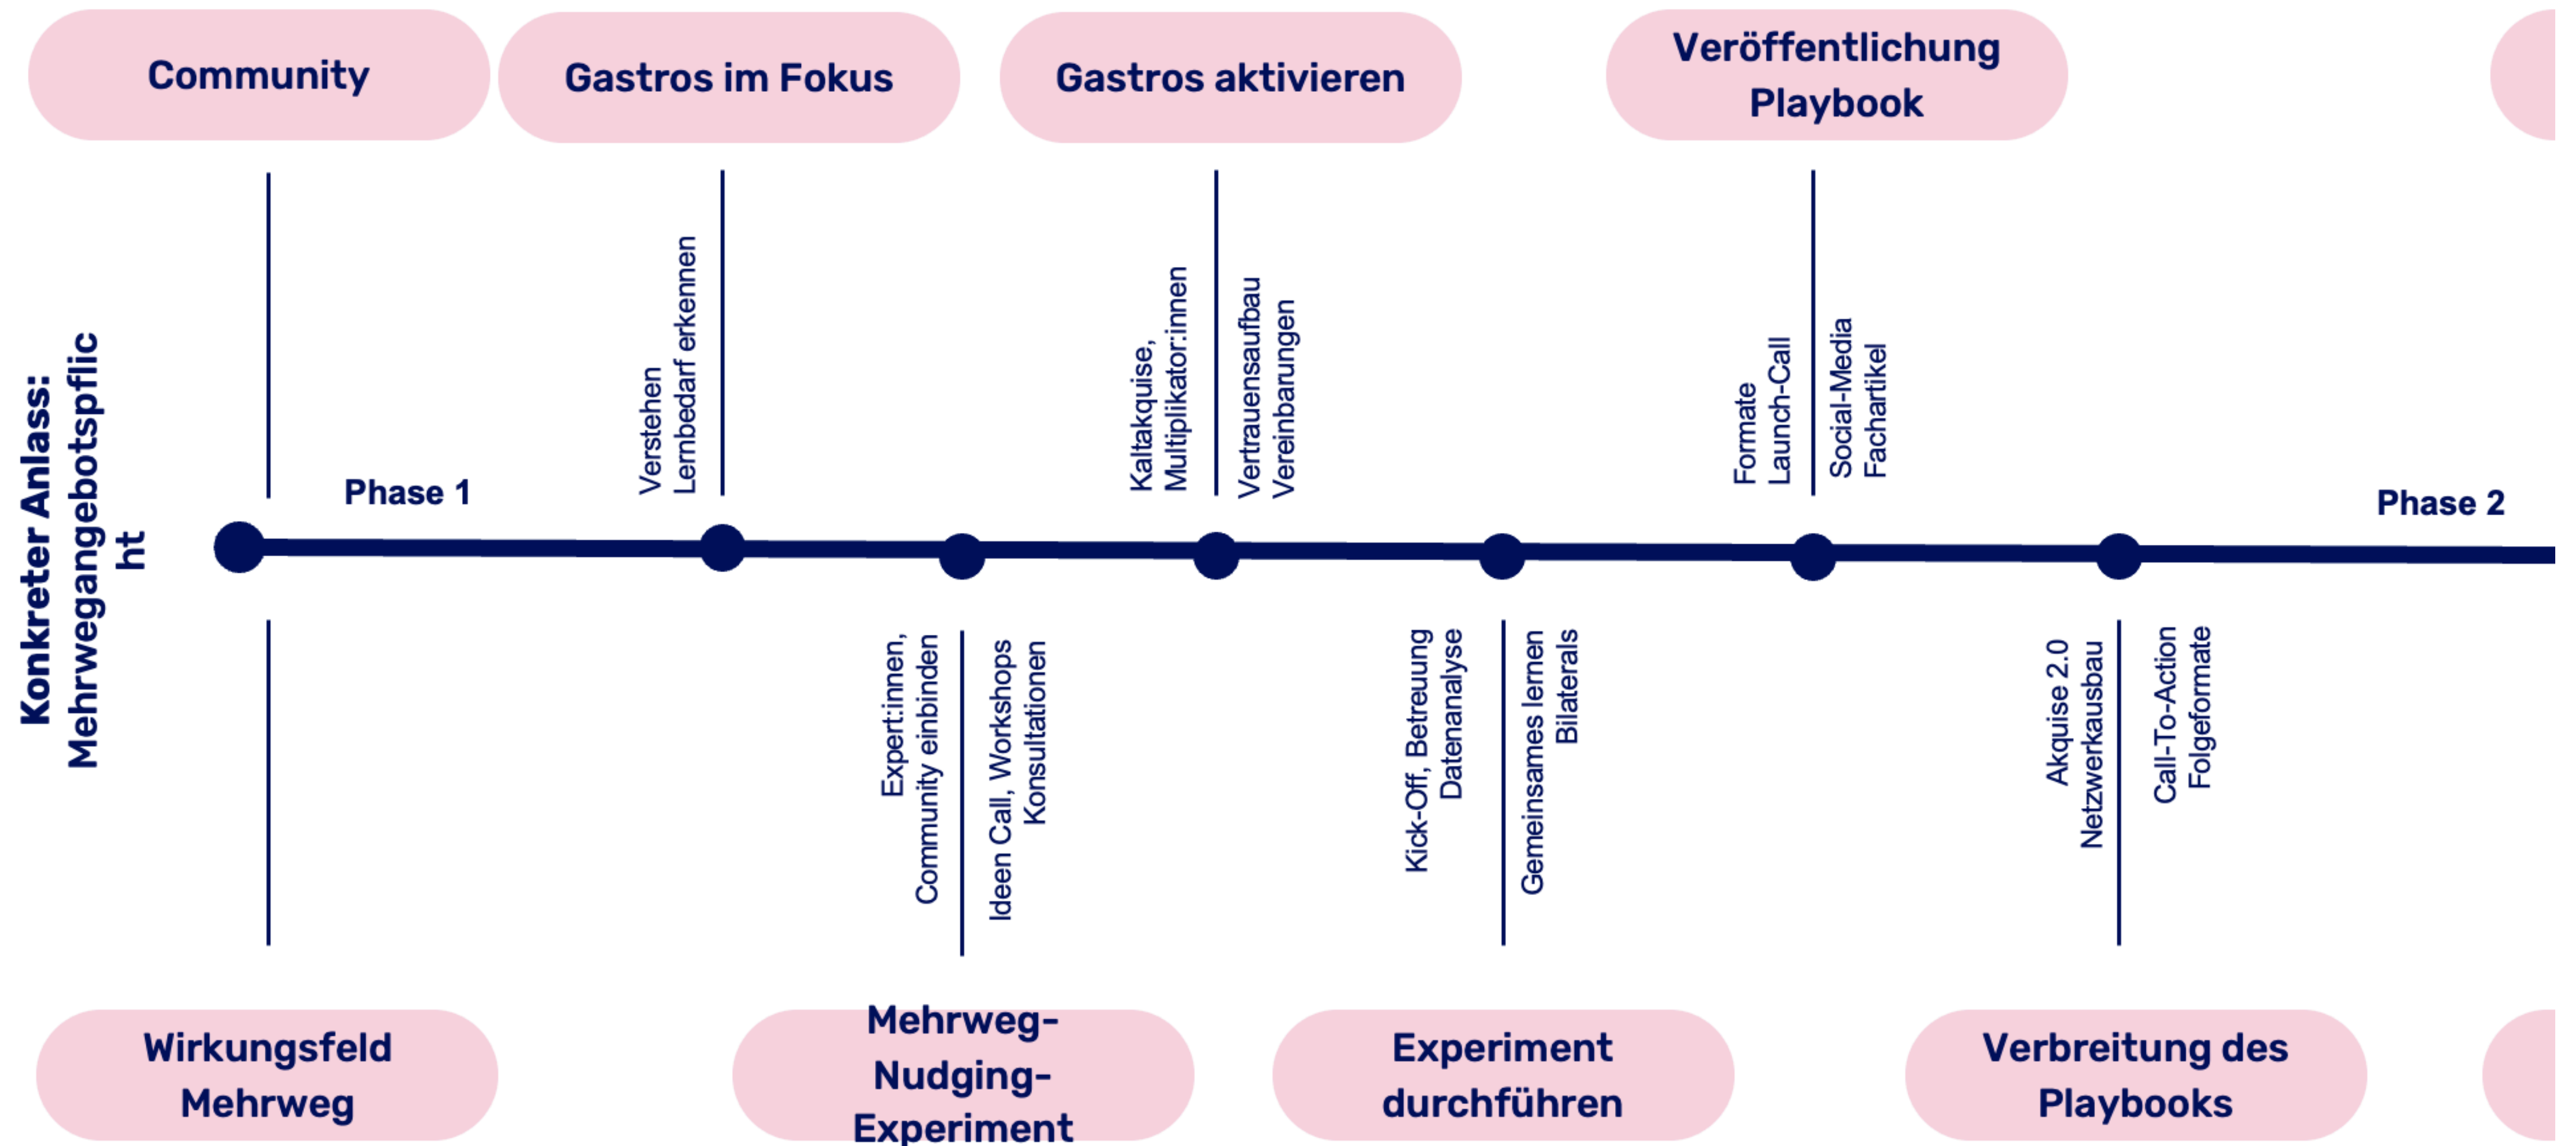 Community
Gastros im Fokus
Gastros aktivieren
Veröffentlichung
Playbook
Konkreter Anlass:
Mehrwegangebotspflic
ht
Phase 1
Verstehen
Lernbedarf erkennen
Kaltakquise,
Multiplikator:innen
Vertrauensaufbau
Vereinbarungen
Formate
Launch-Call
Social-Media
Fachartikel
Phase 2
Expert:innen,
Community einbinden
Ideen Call, Workshops
Konsultationen
Kick-Off, Betreuung
Datenanalyse
Gemeinsames lernen
Bilaterals
Akquise 2.0
Netzwerkausbau
Call-To-Action
Folgeformate
Wirkungsfeld
Mehrweg
Mehrweg-
Nudging-
Experiment
Experiment
durchführen
Verbreitung des
Playbooks